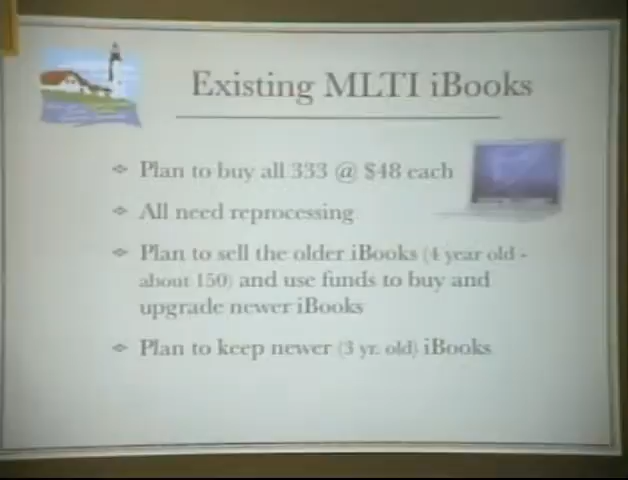 Existing MLTI iBooks
Plan to buy all 333 @ $48 each
All need reprocessing
Plan to sell the older iBooks (4 year old -
about 150) and use funds to buy and
upgrade newer iBooks
Plan to keep newer (3 yr. old) iBooks